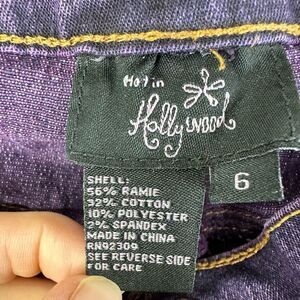 Hot in
Hollywood
6
SHELL:
56% RAMIE
32% COTTON
10% POLYESTER
2% SPANDEX
MADE IN CHINA
RN92309
SEE REVERSE SIDE
FOR CARE